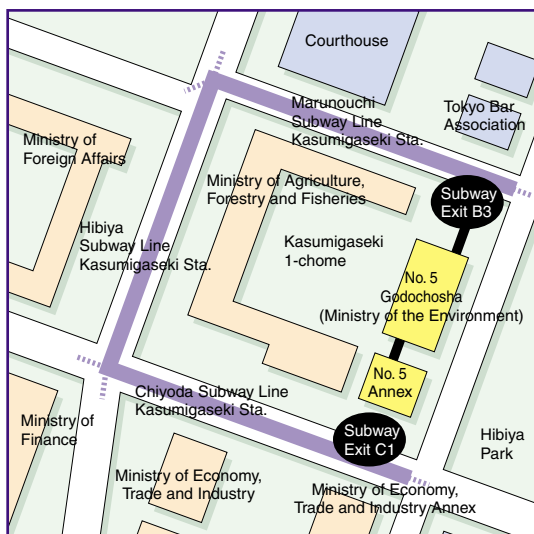 Courthouse
Marunouchi
Subway Line
Kasumigaseki Sta.
Tokyo Bar
Association
Ministry of
Foreign Affairs
Ministry of Agriculture,
Forestry and Fisheries
Subway
Exit B3
Hibiya
Subway Line
Kasumigaseki Sta.
Kasumigaseki
1-chome
No. 5
Godochosha
(Ministry of the Environment)
No. 5
Annex
Chiyoda Subway Line
Kasumigaseki Sta.
Ministry of
Finance
Subway
Exit C1
Hibiya
Park
Ministry of Economy,
Trade and Industry
Ministry of Economy,
Trade and Industry Annex